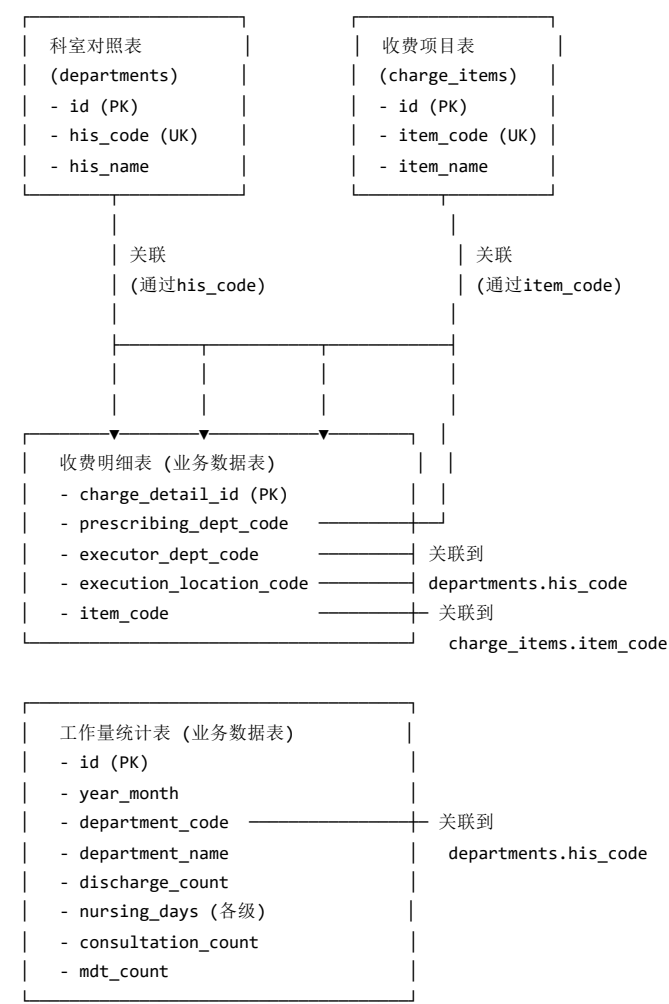 科室对照表
收费项目表
(departments)
(charge_items)
- id (PK)
- id (PK)
- his_code (UK)
- item_code (UK)
- his_name
- item_name
关联
关联
(通过his_code)
(通过item_code)
收费明细表 (业务数据表)
- charge_detail_id (PK)
- prescribing_dept_code
- executor_dept_code
关联到
- execution_location_code
departments.his_code
- item_code
关联到
charge_items.item_code
工作量统计表 (业务数据表)
- id (PK)
- year_month
- department_code
关联到
- department_name
departments.his_code
- discharge_count
- nursing_days (各级)
- consultation_count
- mdt_count